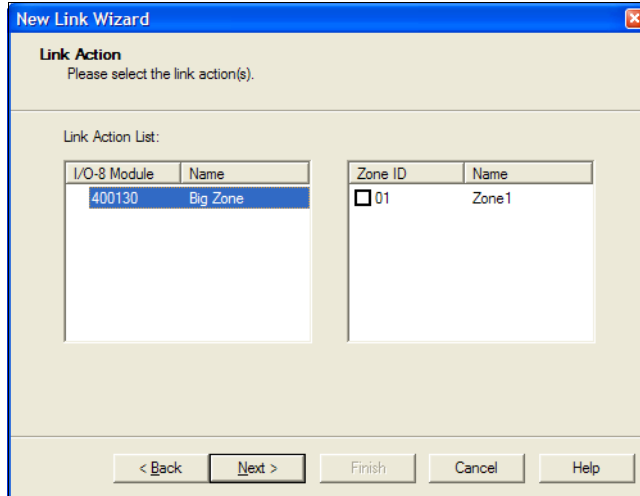 New Link Wizard
Link Action
Please select the link action(s).
Link Action List:
I/O-8 Module Name Zone ID Name
400130 Big Zone 01 Zone1
< Back Next > Finish Cancel Help